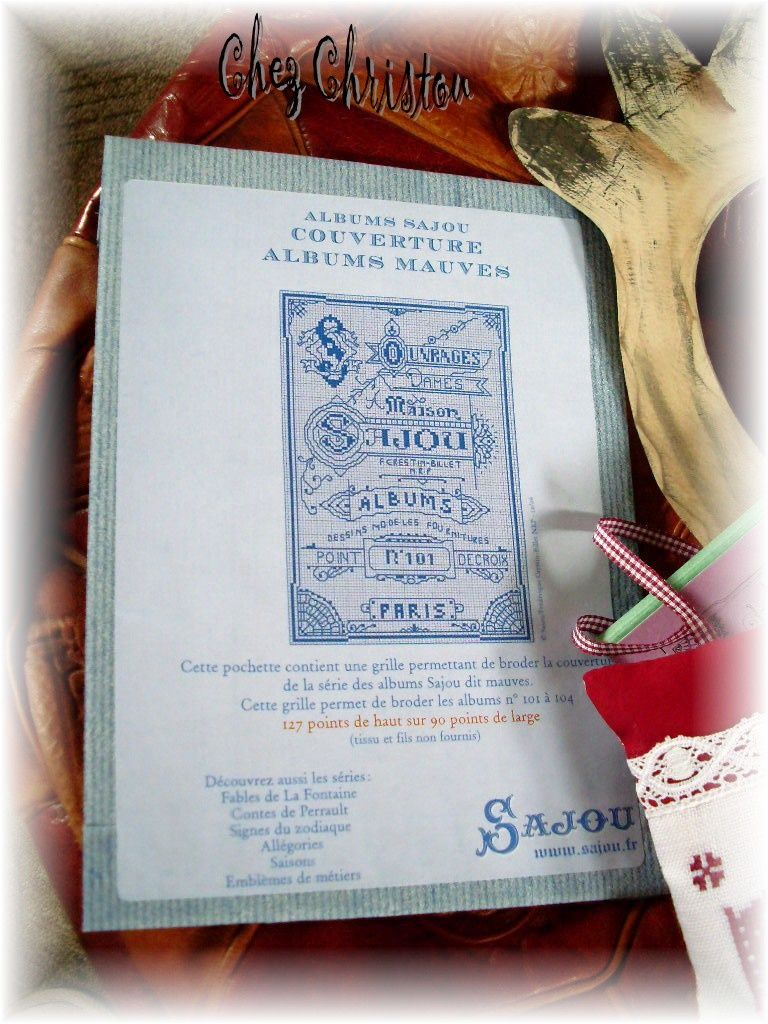 Chez Christou
ALBUMS SAJOU
COUVERTURE
ALBUMS MAUVES
S
OUVRAGES
DAMES
Maison
SAJOU
ALBUMS
DESSINS MODELES FOURNITURES
POINT N°101 DECROIX
PARIS
Cette pochette contient une grille permettant de broder la couvertur
de la série des albums Sajou dit mauves.
Cette grille permet de broder les albums n° 101 à 104
127 points de haut sur 90 points de large
(tissu et fils non fournis)
Découvrez aussi les séries:
Fables de La Fontaine
Contes de Perrault
Signes du zodiaque
Allégories
Saisons
Emblèmes de métiers
SAJOU
www.sajou.fr